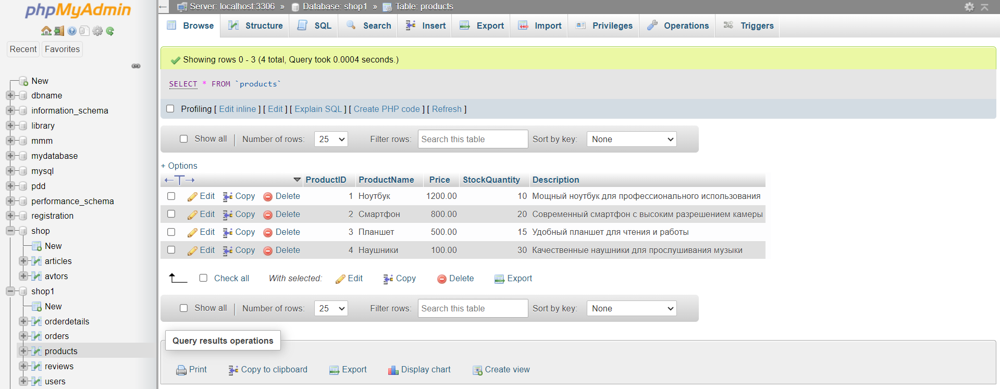 phpMyAdmin
Recent Favorites
New
dbname
information_schema
library
mmm
mydatabase
mysql
pdd
performance_schema
registration
shop
New
articles
avtors
shop1
New
orderdetails
orders
products
reviews
users
Server: localhost:3306 » Database: shop1 » Table: products
Browse Structure SQL Search Insert Export Import Privileges Operations Triggers
Showing rows 0 - 3 (4 total, Query took 0.0004 seconds.)
SELECT * FROM `products`
Profiling [ Edit inline ] [ Edit ] [ Explain SQL ] [ Create PHP code ] [ Refresh ]
Show all Number of rows: 25 Filter rows: Search this table Sort by key: None
+ Options
←T→ ProductID ProductName Price StockQuantity Description
Edit Copy Delete 1 Ноутбук 1200.00 10 Мощный ноутбук для профессионального использования
Edit Copy Delete 2 Смартфон 800.00 20 Современный смартфон с высоким разрешением камеры
Edit Copy Delete 3 Планшет 500.00 15 Удобный планшет для чтения и работы
Edit Copy Delete 4 Наушники 100.00 30 Качественные наушники для прослушивания музыки
Check all With selected: Edit Copy Delete Export
Show all Number of rows: 25 Filter rows: Search this table Sort by key: None
Query results operations
Print Copy to clipboard Export Display chart Create view